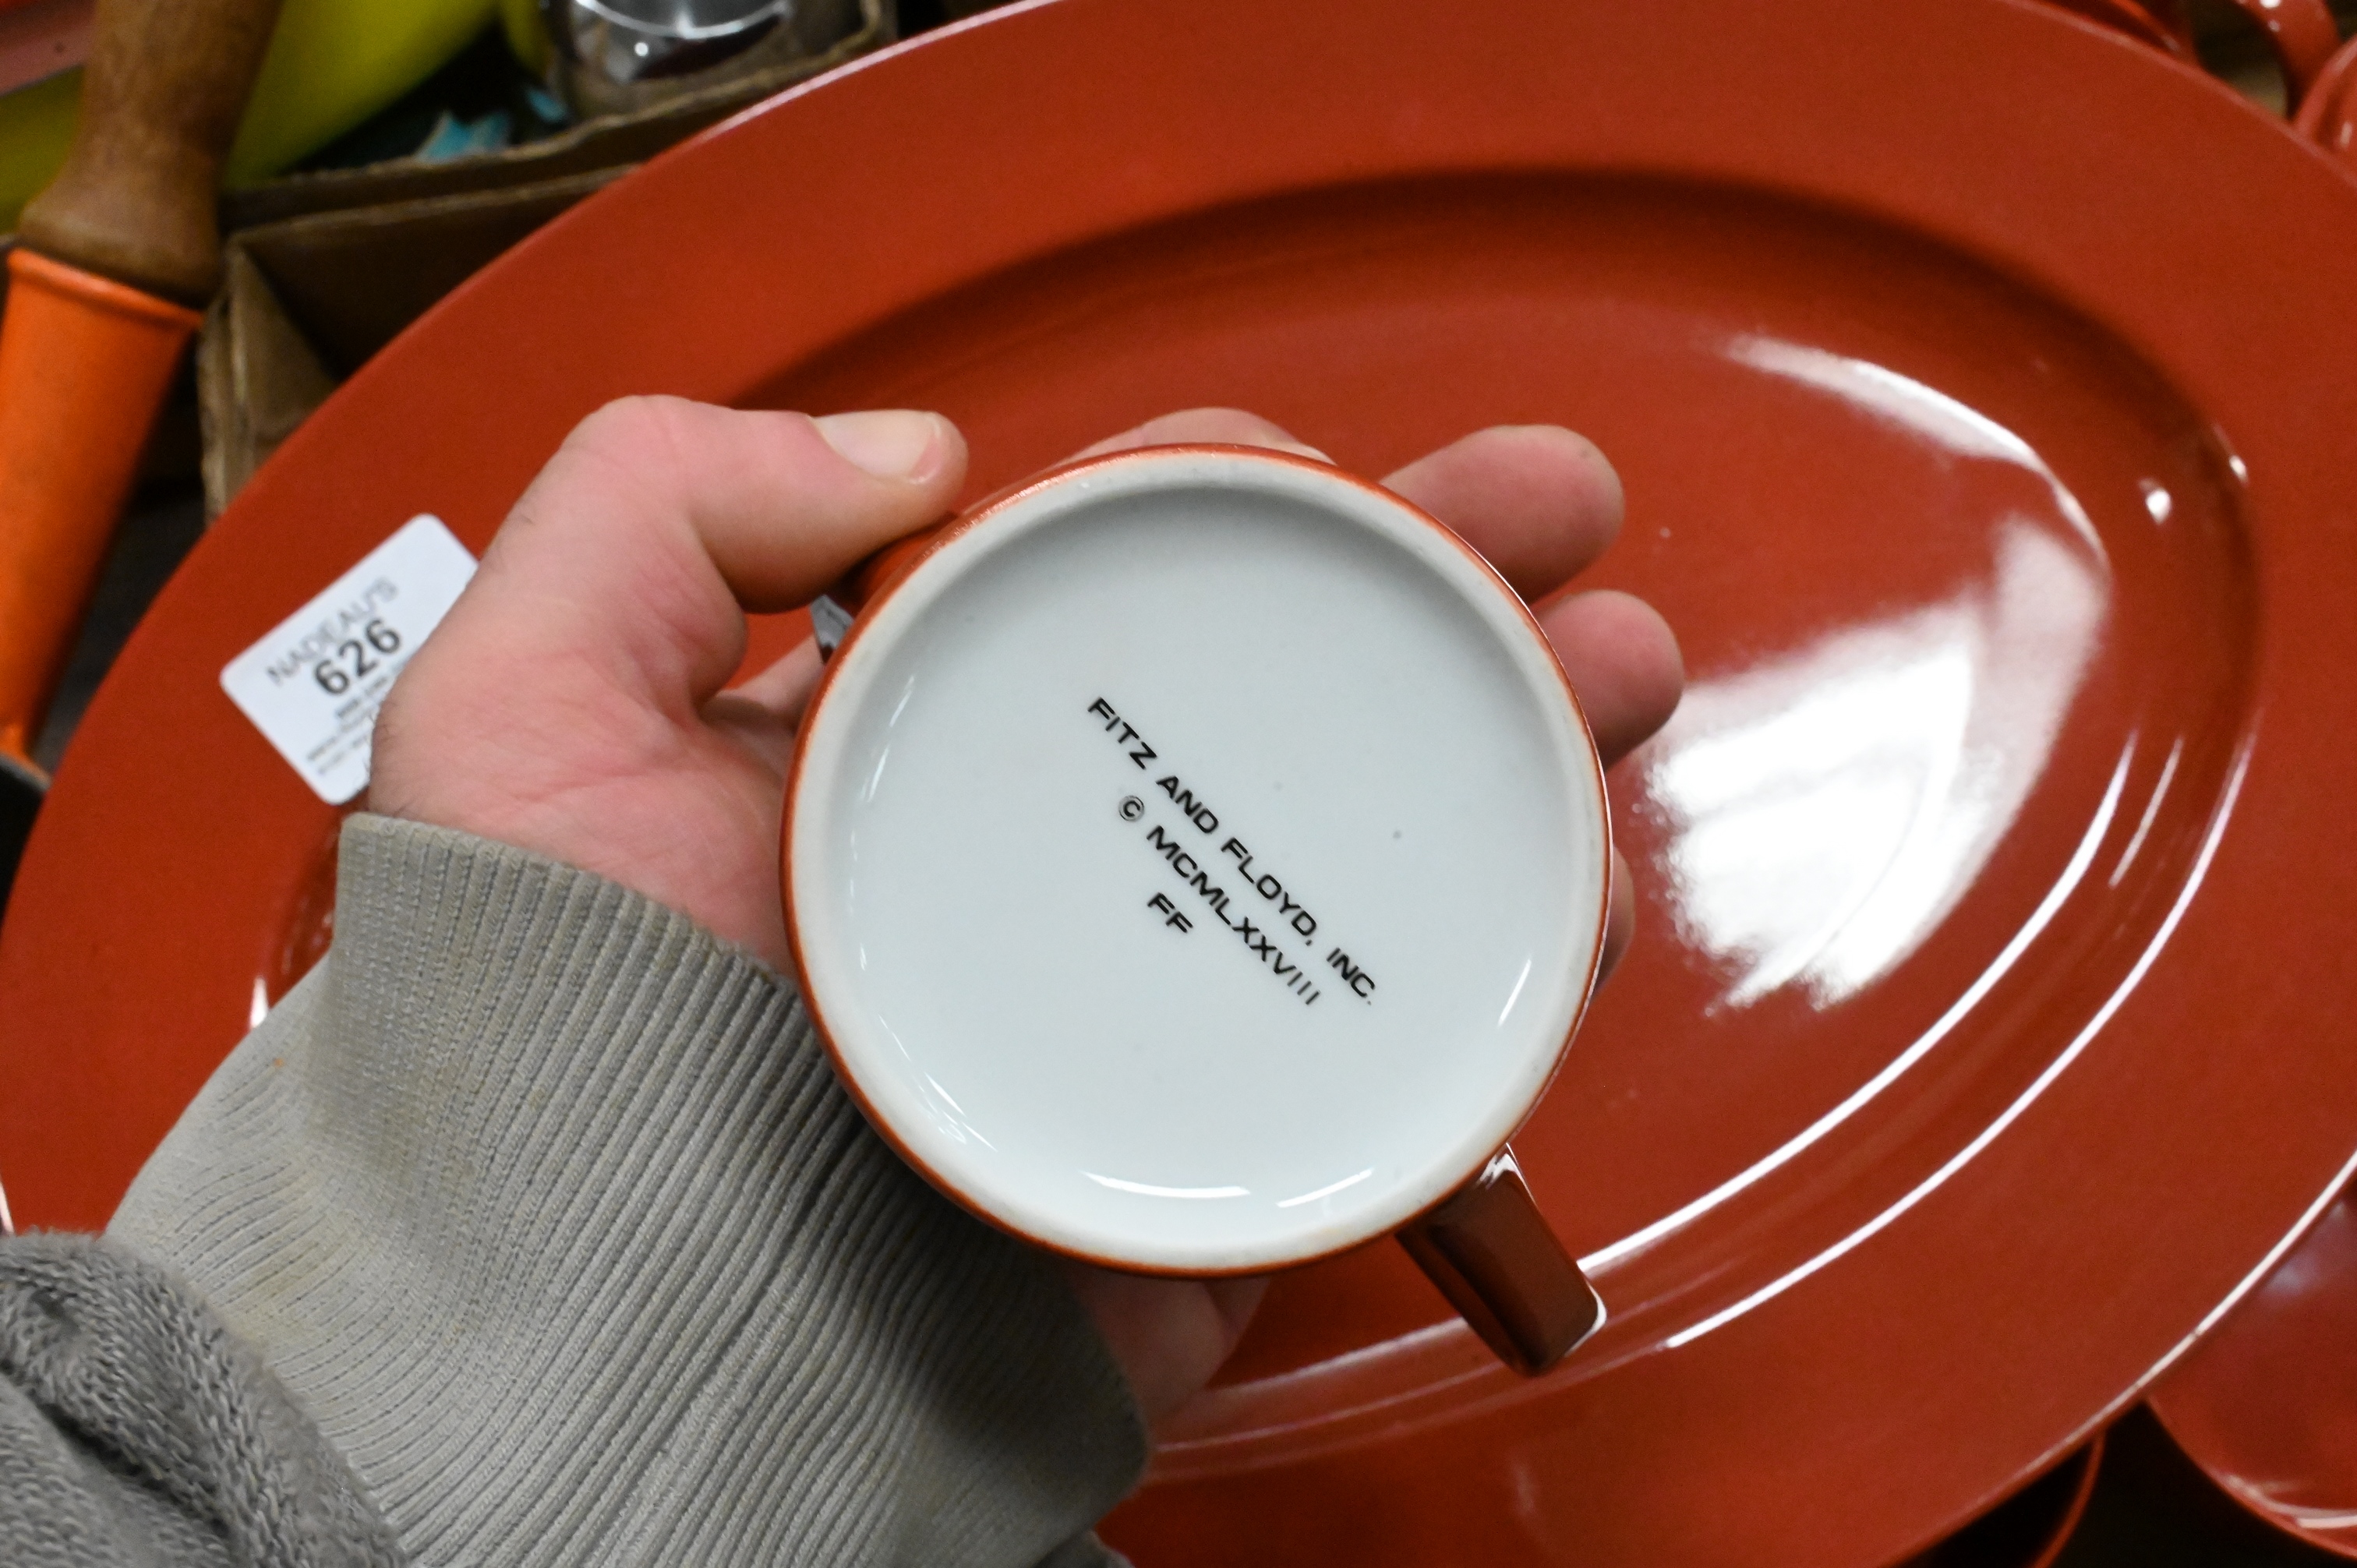 FITZ AND FLOYD, INC.
© MCMLXXVIII
FF
NADEAU'S
626